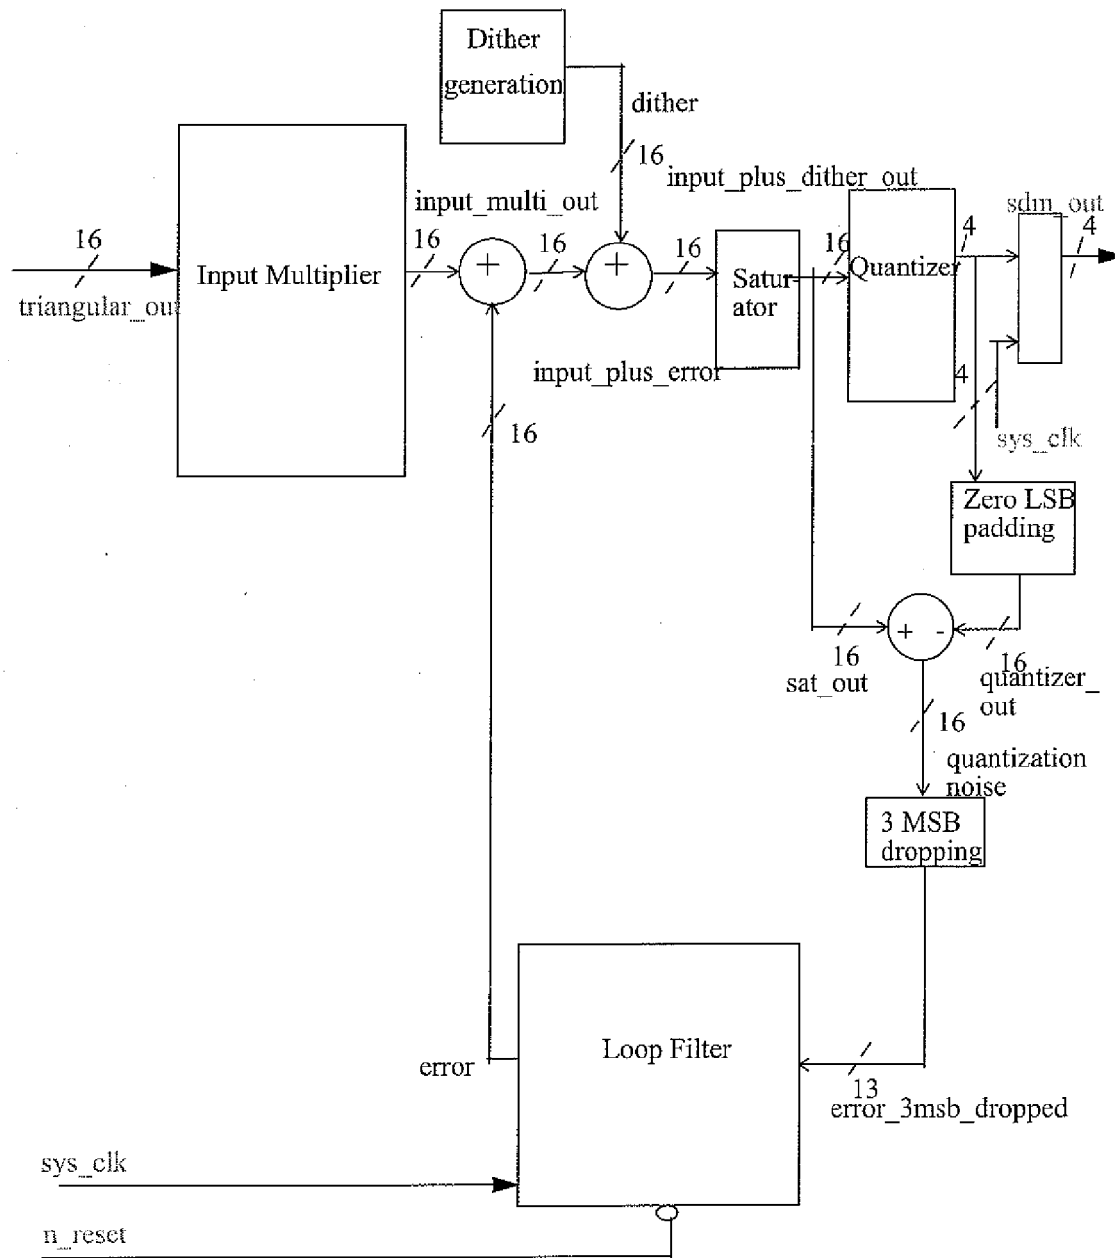 Dither
generation
dither
16
input_plus_dither_out
input_multi_out
sdm_out
16
Input Multiplier
triangular_out
16
+
16
+
16
Satur-
ator
16
Quantizer
4
4
input_plus_error
4
16
sys_clk
Zero LSB
padding
+ -
16
sat_out
16
quantizer_
out
16
quantization
noise
3 MSB
dropping
Loop Filter
error
13
error_3msb_dropped
sys_clk
n_reset